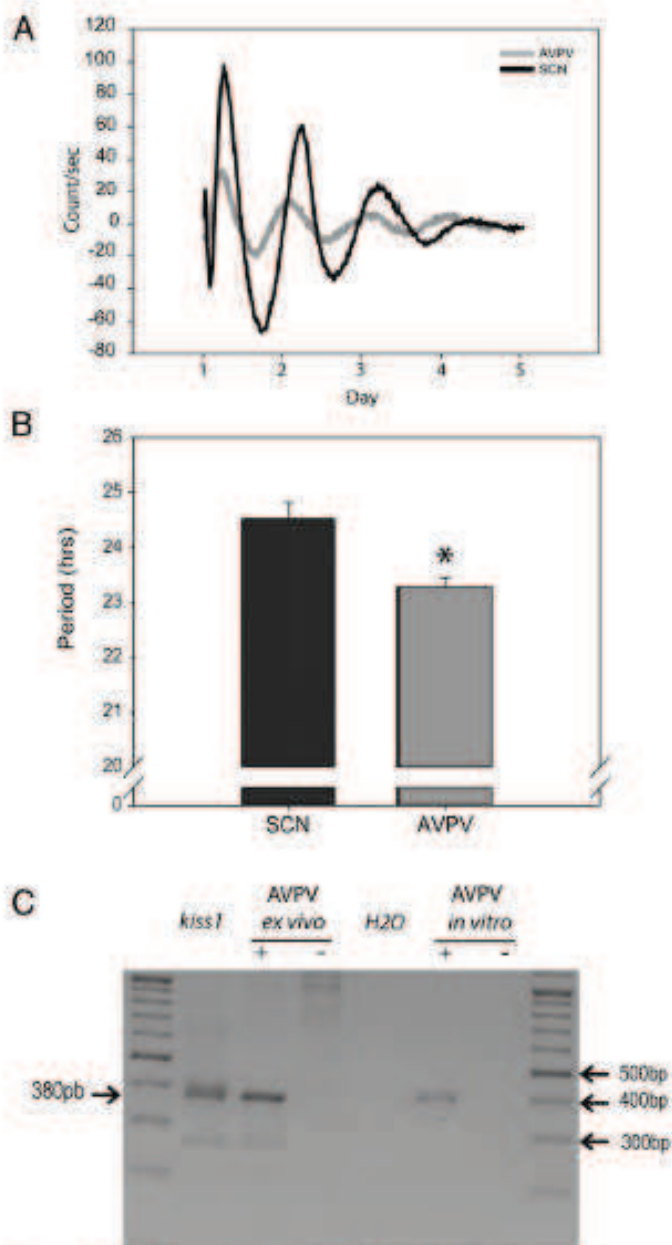 A
120
100
80
60
40
20
0
-20
-40
-60
-80
Count/sec
AVPV
SCN
1 2 3 4 5
Day
B
26
25
24
23
22
21
20
0
Period (hrs)
*
SCN AVPV
C
kiss1 AVPV ex vivo H2O AVPV in vitro
+ - + -
380pb
500bp
400bp
300bp